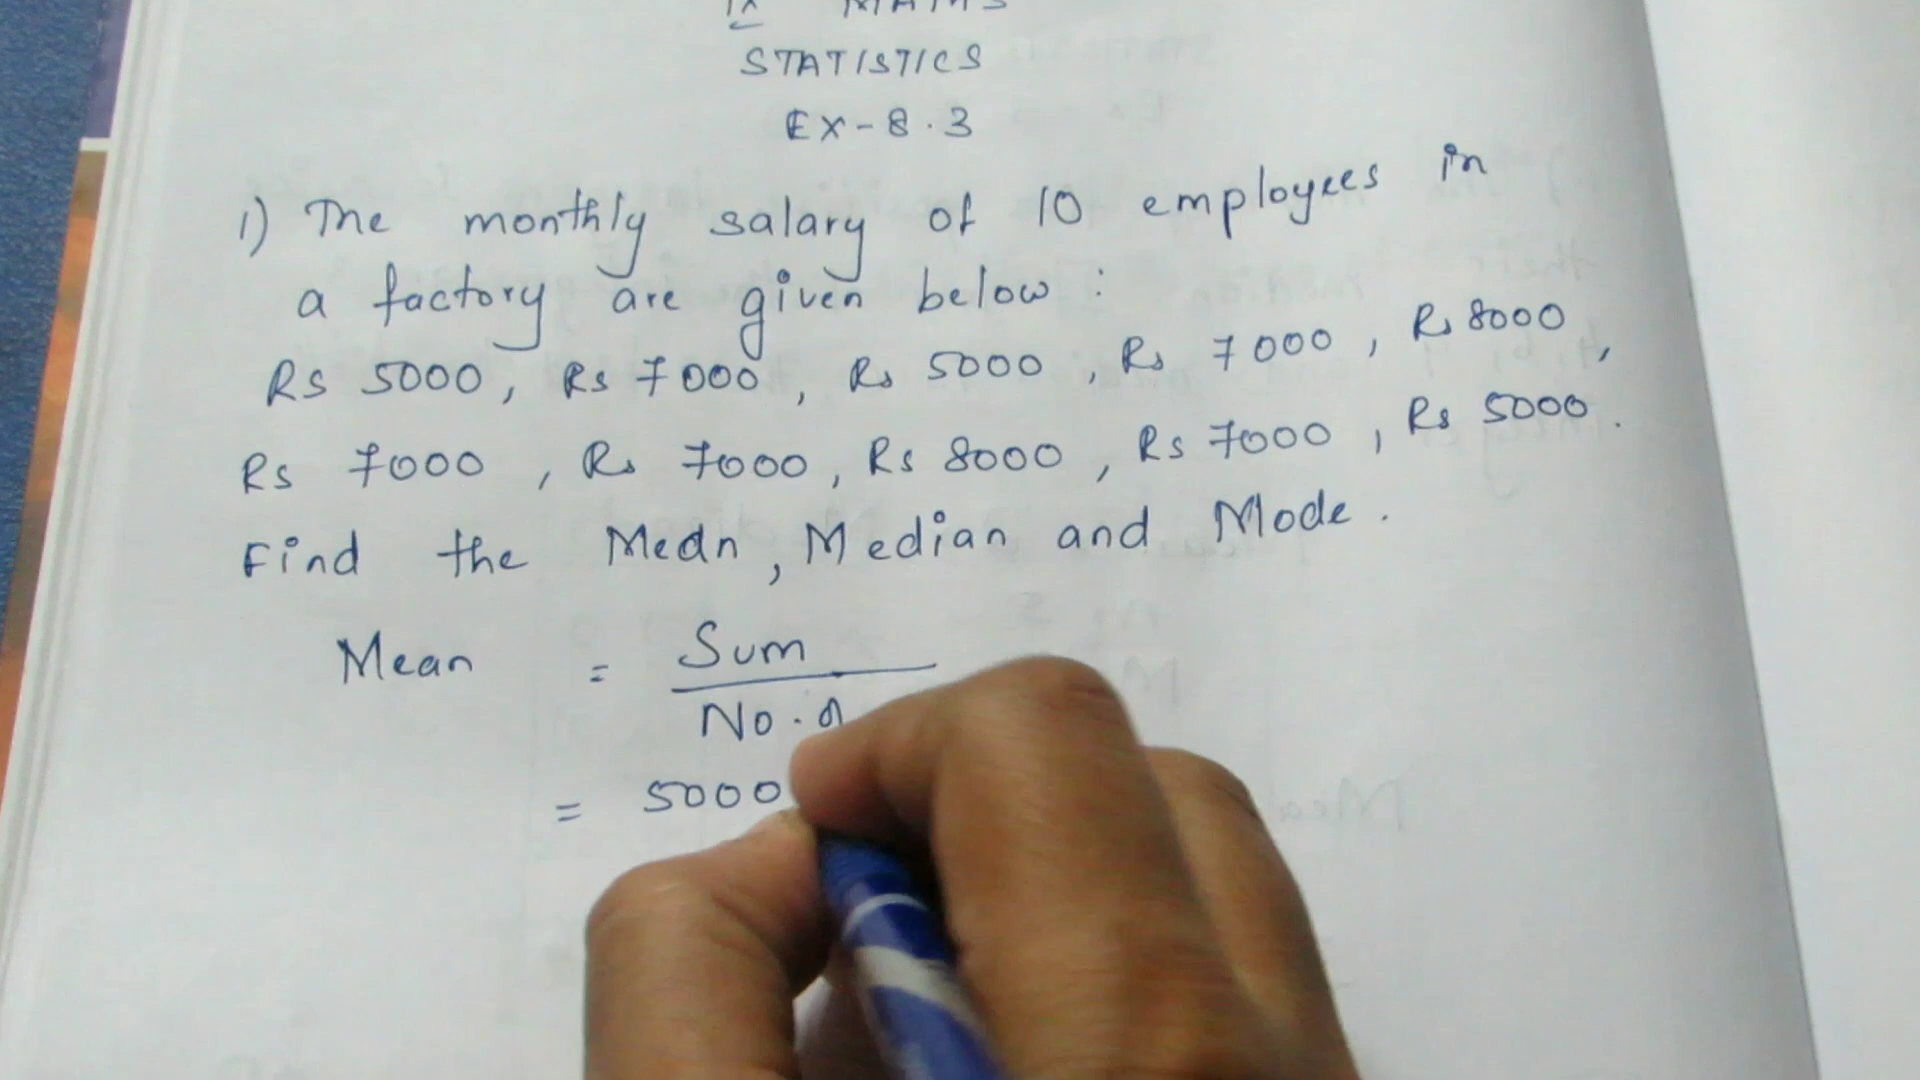 IX MATHS
STATISTICS
EX-8.3
1) The monthly salary of 10 employees in
a factory are given below:
Rs 5000, Rs 7000, Rs 5000, Rs 7000, Rs 8000,
Rs 7000, Rs 7000, Rs 8000, Rs 7000, Rs 5000.
Find the Mean, Median and Mode.
Mean = Sum
No.
= 5000